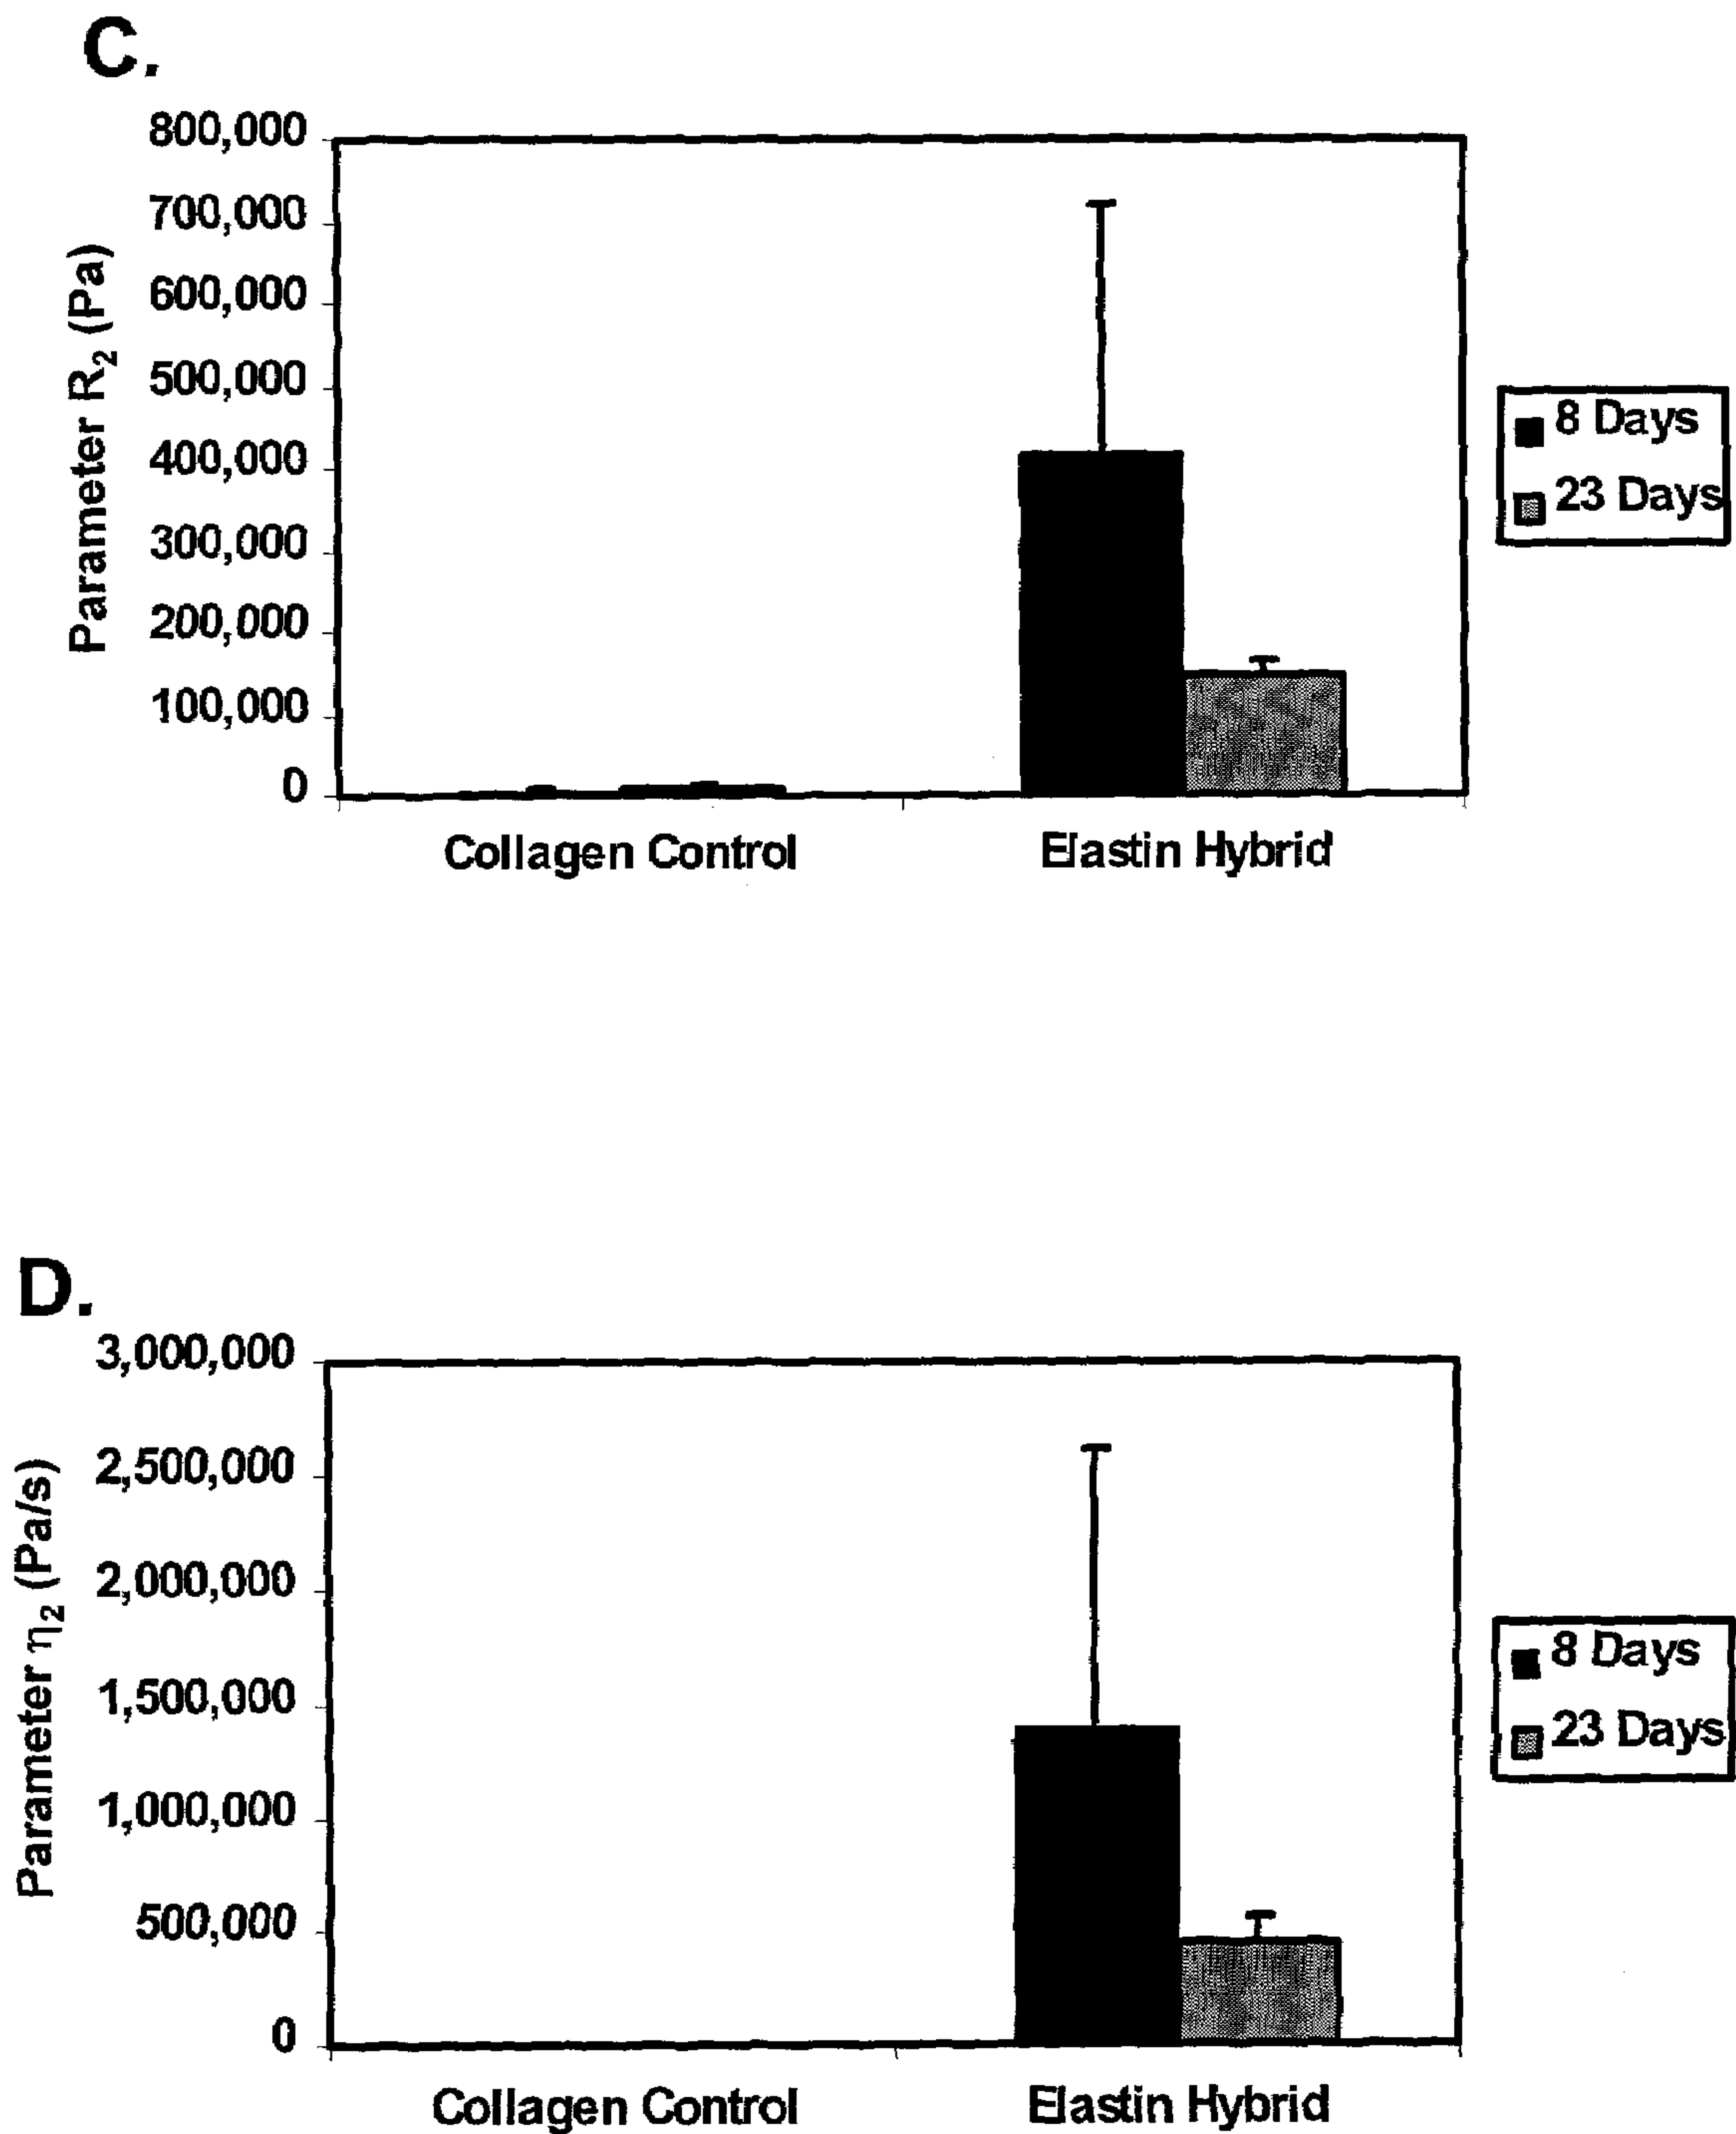 C.
800,000
700,000
600,000
500,000
400,000
300,000
200,000
100,000
0
Parameter R₂ (Pa)
Collagen Control
Elastin Hybrid
8 Days
23 Days
D.
3,000,000
2,500,000
2,000,000
1,500,000
1,000,000
500,000
0
Parameter η₂ (Pa/s)
Collagen Control
Elastin Hybrid
8 Days
23 Days